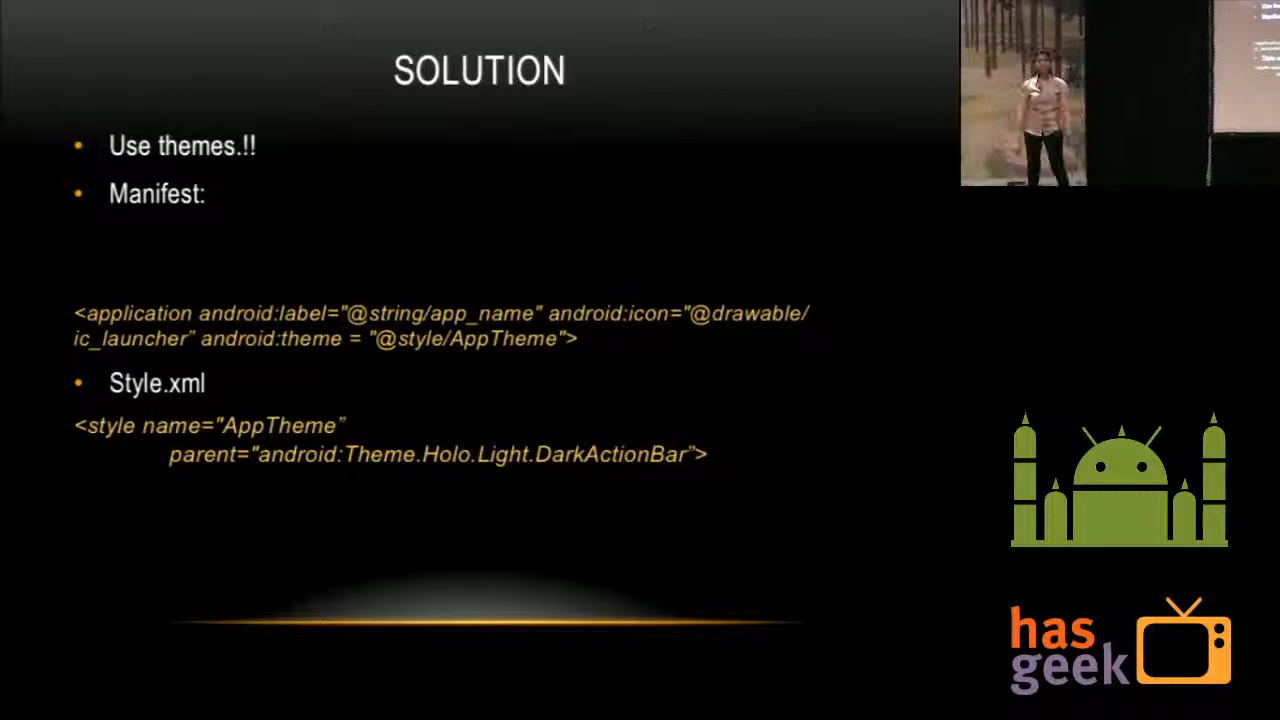 SOLUTION
• Use themes.!!
• Manifest:
<application android:label="@string/app_name" android:icon="@drawable/
ic_launcher” android:theme = "@style/AppTheme">
• Style.xml
<style name="AppTheme”
parent="android:Theme.Holo.Light.DarkActionBar”>
has
geek